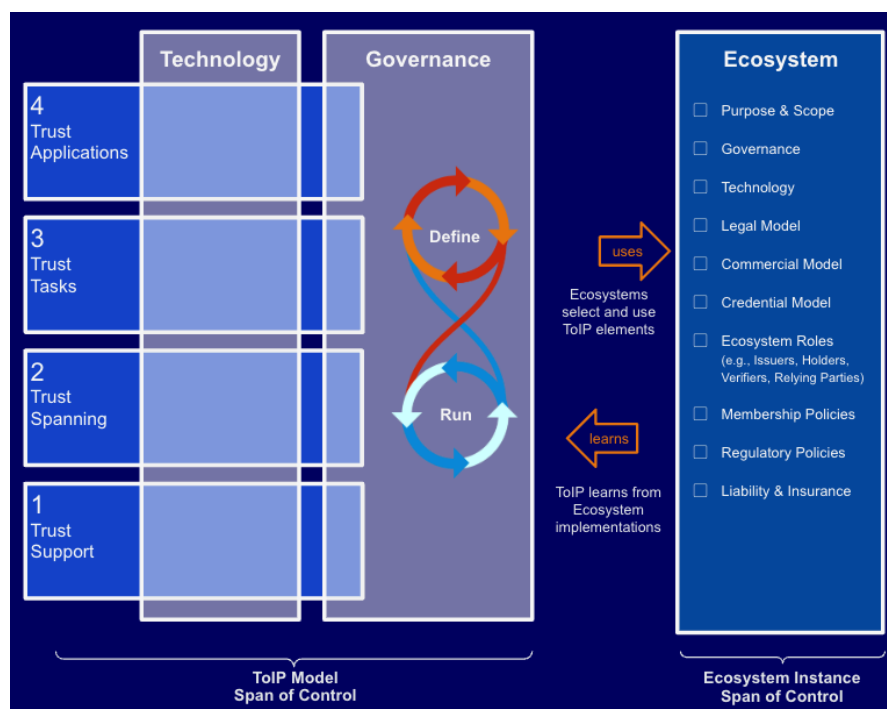 Technology
Governance
4
Trust
Applications
3
Trust
Tasks
2
Trust
Spanning
1
Trust
Support
Define
Run
uses
Ecosystems
select and use
ToIP elements
learns
ToIP learns from
Ecosystem
implementations
Ecosystem
Purpose & Scope
Governance
Technology
Legal Model
Commercial Model
Credential Model
Ecosystem Roles
(e.g., Issuers, Holders,
Verifiers, Relying Parties)
Membership Policies
Regulatory Policies
Liability & Insurance
ToIP Model
Span of Control
Ecosystem Instance
Span of Control